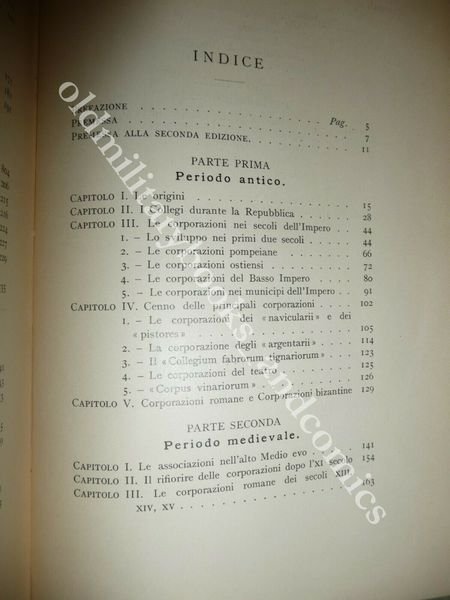 INDICE
PREFAZIONE . . . . . . . . . . . . . Pag. 5
PREMESSA . . . . . . . . . . . . . . 7
PREMESSA ALLA SECONDA EDIZIONE. . . . . . . . 11
PARTE PRIMA
Periodo antico.
CAPITOLO I. Le origini . . . . . . . . . . . 15
CAPITOLO II. I Collegi durante la Repubblica . . . . . . 28
CAPITOLO III. Le corporazioni nei secoli dell'Impero . . . . 44
1. – Lo sviluppo nei primi due secoli . . . . . 44
2. – Le corporazioni pompeiane . . . . . . 66
3. – Le corporazioni ostiensi . . . . . . . 72
4. – Le corporazioni del Basso Impero . . . . 80
5. – Le corporazioni nei municipi dell'Impero . . 91
CAPITOLO IV. Cenno delle principali corporazioni . . . . 102
1. – Le corporazioni dei «navicularii» e dei
«pistores» . . . . . . . . . . . 105
2. – La corporazione degli «argentarii» . . . . 114
3. – Il «Collegium fabrorum tignariorum» . . . 123
4. – Le corporazioni del teatro . . . . . . 125
5. – «Corpus vinariorum» . . . . . . . . 126
CAPITOLO V. Corporazioni romane e Corporazioni bizantine 129
PARTE SECONDA
Periodo medievale.
CAPITOLO I. Le associazioni nell'alto Medio evo . . . . 141
CAPITOLO II. Il rifiorire delle corporazioni dopo l'XI secolo 154
CAPITOLO III. Le corporazioni romane dei secoli XIII, 163
XIV, XV . . . . . . . . . . . .
oldmilitarybooks_andcomics